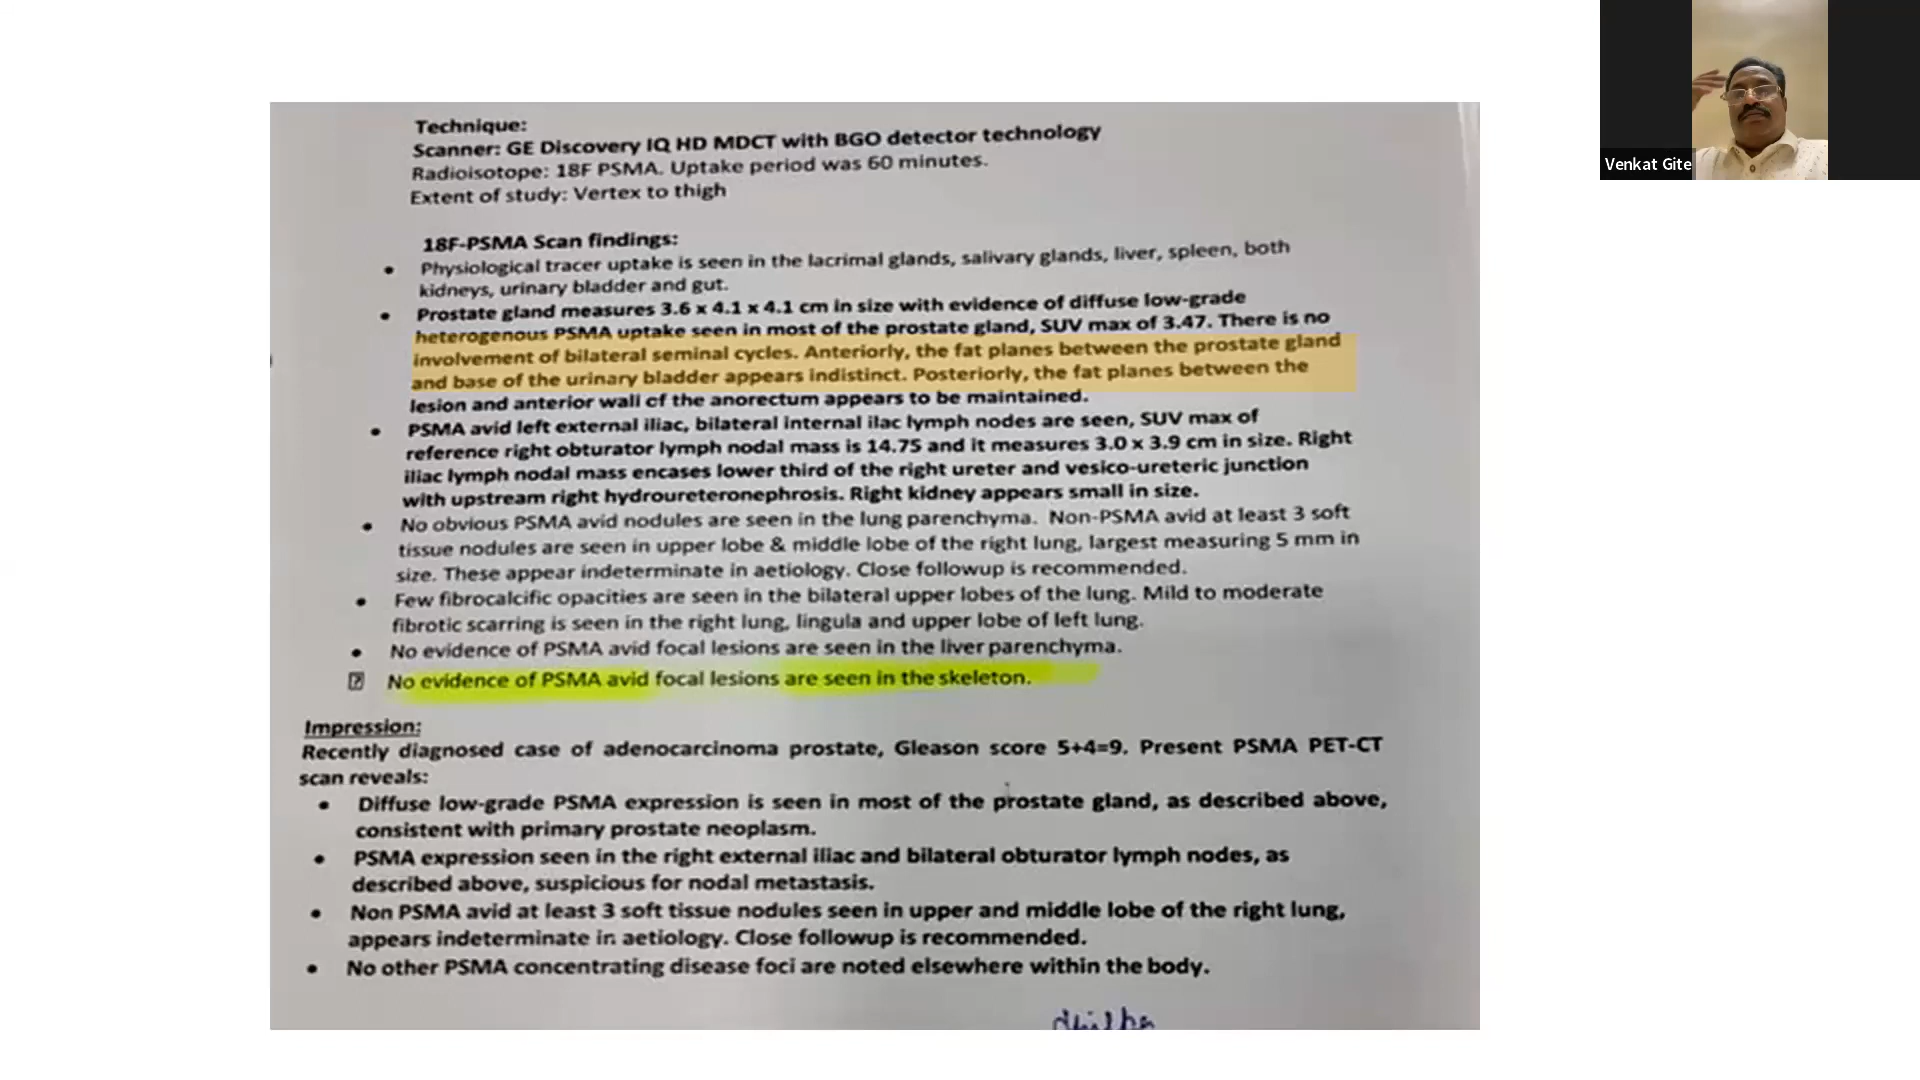 Technique:
Scanner: GE Discovery IQ HD MDCT with BGO detector technology
Radioisotope: 18F PSMA. Uptake period was 60 minutes.
Extent of study: Vertex to thigh
18F-PSMA Scan findings:
• Physiological tracer uptake is seen in the lacrimal glands, salivary glands, liver, spleen, both
kidneys, urinary bladder and gut.
• Prostate gland measures 3.6 x 4.1 x 4.1 cm in size with evidence of diffuse low-grade
heterogenous PSMA uptake seen in most of the prostate gland, SUV max of 3.47. There is no
involvement of bilateral seminal cycles. Anteriorly, the fat planes between the prostate gland
and base of the urinary bladder appears indistinct. Posteriorly, the fat planes between the
lesion and anterior wall of the anorectum appears to be maintained.
• PSMA avid left external iliac, bilateral internal ilac lymph nodes are seen, SUV max of
reference right obturator lymph nodal mass is 14.75 and it measures 3.0 x 3.9 cm in size. Right
iliac lymph nodal mass encases lower third of the right ureter and vesico-ureteric junction
with upstream right hydroureteronephrosis. Right kidney appears small in size.
• No obvious PSMA avid nodules are seen in the lung parenchyma. Non-PSMA avid at least 3 soft
tissue nodules are seen in upper lobe & middle lobe of the right lung, largest measuring 5 mm in
size. These appear indeterminate in aetiology. Close followup is recommended.
• Few fibrocalcific opacities are seen in the bilateral upper lobes of the lung. Mild to moderate
fibrotic scarring is seen in the right lung, lingula and upper lobe of left lung.
• No evidence of PSMA avid focal lesions are seen in the liver parenchyma.
No evidence of PSMA avid focal lesions are seen in the skeleton.
Impression:
Recently diagnosed case of adenocarcinoma prostate, Gleason score 5+4=9. Present PSMA PET-CT
scan reveals:
• Diffuse low-grade PSMA expression is seen in most of the prostate gland, as described above,
consistent with primary prostate neoplasm.
• PSMA expression seen in the right external iliac and bilateral obturator lymph nodes, as
described above, suspicious for nodal metastasis.
• Non PSMA avid at least 3 soft tissue nodules seen in upper and middle lobe of the right lung,
appears indeterminate in aetiology. Close followup is recommended.
• No other PSMA concentrating disease foci are noted elsewhere within the body.
Venkat Gite